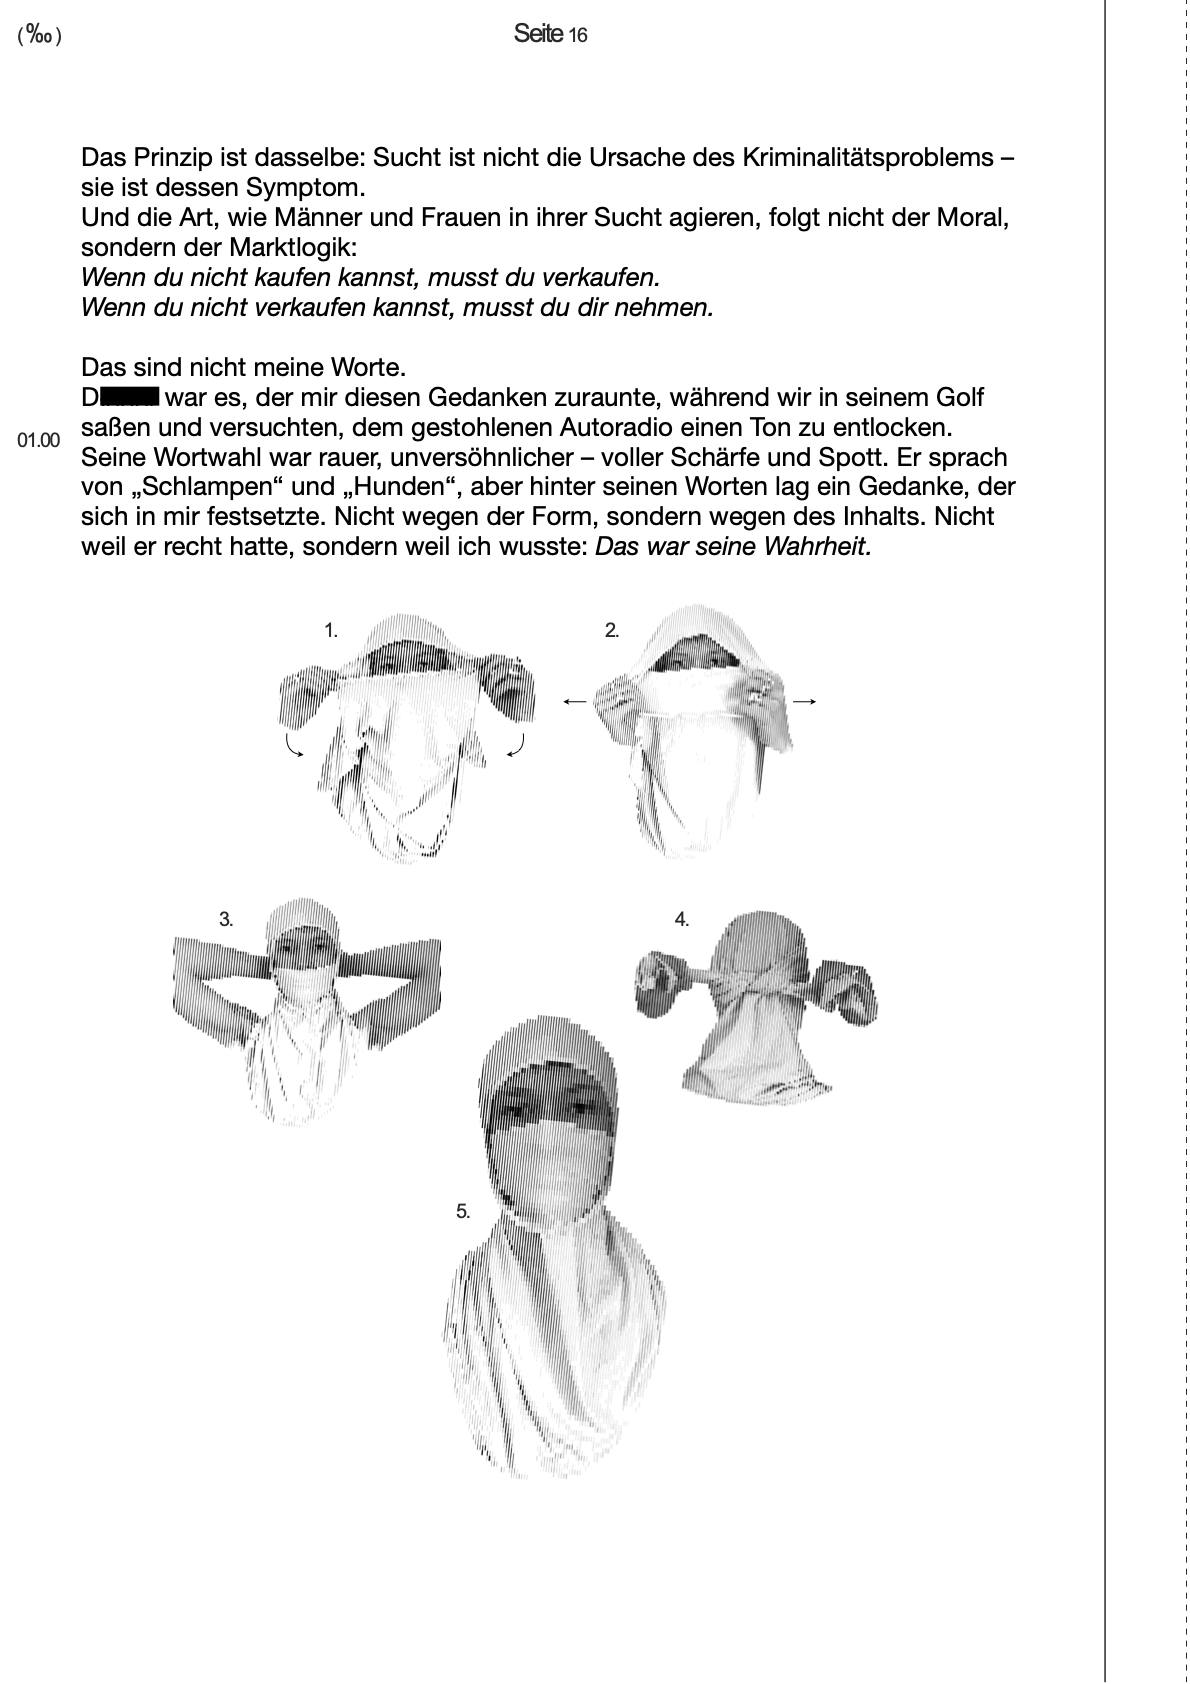 (‰)
Seite 16
Das Prinzip ist dasselbe: Sucht ist nicht die Ursache des Kriminalitätsproblems –
sie ist dessen Symptom.
Und die Art, wie Männer und Frauen in ihrer Sucht agieren, folgt nicht der Moral,
sondern der Marktlogik:
Wenn du nicht kaufen kannst, musst du verkaufen.
Wenn du nicht verkaufen kannst, musst du dir nehmen.
Das sind nicht meine Worte.
D war es, der mir diesen Gedanken zuraunte, während wir in seinem Golf
saßen und versuchten, dem gestohlenen Autoradio einen Ton zu entlocken.
01.00
Seine Wortwahl war rauer, unversöhnlicher – voller Schärfe und Spott. Er sprach
von „Schlampen“ und „Hunden“, aber hinter seinen Worten lag ein Gedanke, der
sich in mir festsetzte. Nicht wegen der Form, sondern wegen des Inhalts. Nicht
weil er recht hatte, sondern weil ich wusste: Das war seine Wahrheit.
1.
2.
3.
4.
5.